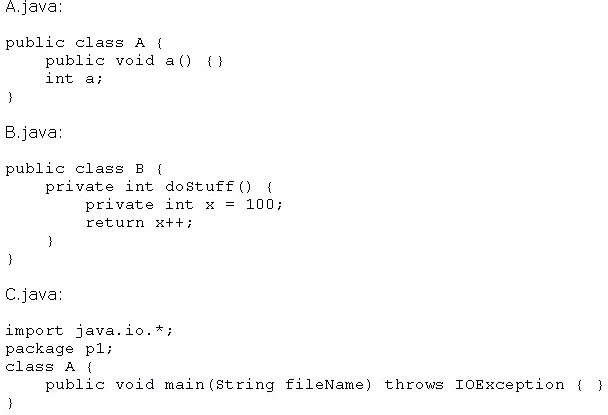 A.java:
public class A {
    public void a() {}
    int a;
}
B.java:
public class B {
    private int doStuff() {
        private int x = 100;
        return x++;
    }
}
C.java:
import java.io.*;
package p1;
class A {
    public void main(String fileName) throws IOException { }
}